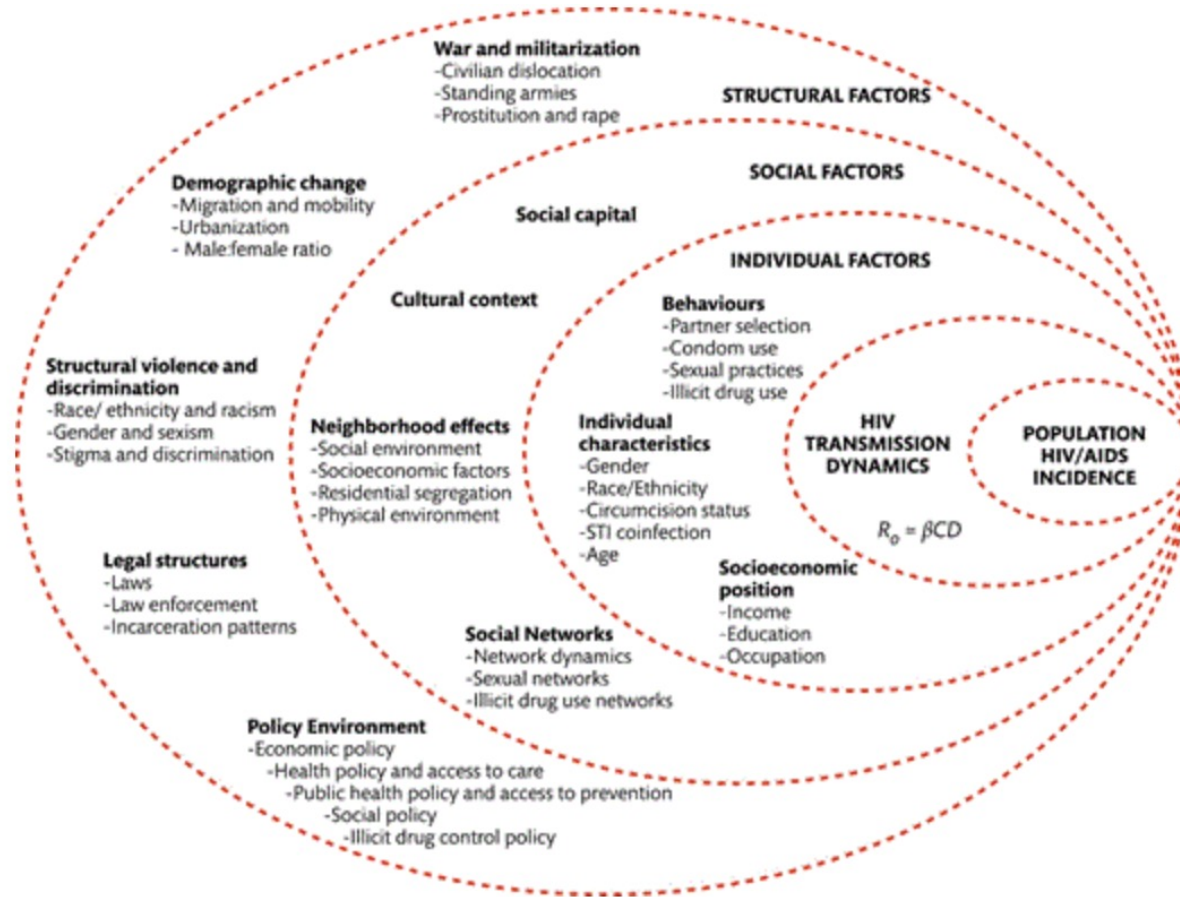 War and militarization
-Civilian dislocation
-Standing armies
-Prostitution and rape
STRUCTURAL FACTORS
SOCIAL FACTORS
Demographic change
-Migration and mobility
-Urbanization
- Male:female ratio
Social capital
INDIVIDUAL FACTORS
Cultural context
Behaviours
-Partner selection
-Condom use
-Sexual practices
-Illicit drug use
Structural violence and
discrimination
-Race/ ethnicity and racism
-Gender and sexism
-Stigma and discrimination
Neighborhood effects
-Social environment
-Socioeconomic factors
-Residential segregation
-Physical environment
Individual
characteristics
-Gender
-Race/Ethnicity
-Circumcision status
-STI coinfection
-Age
HIV
TRANSMISSION
DYNAMICS
R₀ = βCD
POPULATION
HIV/AIDS
INCIDENCE
Legal structures
-Laws
-Law enforcement
-Incarceration patterns
Socioeconomic
position
-Income
-Education
-Occupation
Social Networks
-Network dynamics
-Sexual networks
-Illicit drug use networks
Policy Environment
-Economic policy
-Health policy and access to care
-Public health policy and access to prevention
-Social policy
-Illicit drug control policy